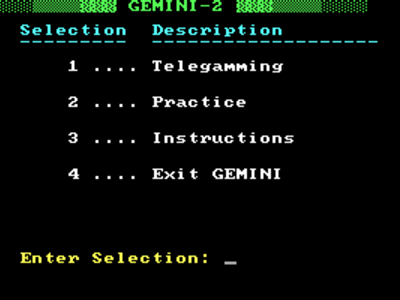 GEMINI-2
Selection Description
1 .... Telegamming
2 .... Practice
3 .... Instructions
4 .... Exit GEMINI
Enter Selection: _